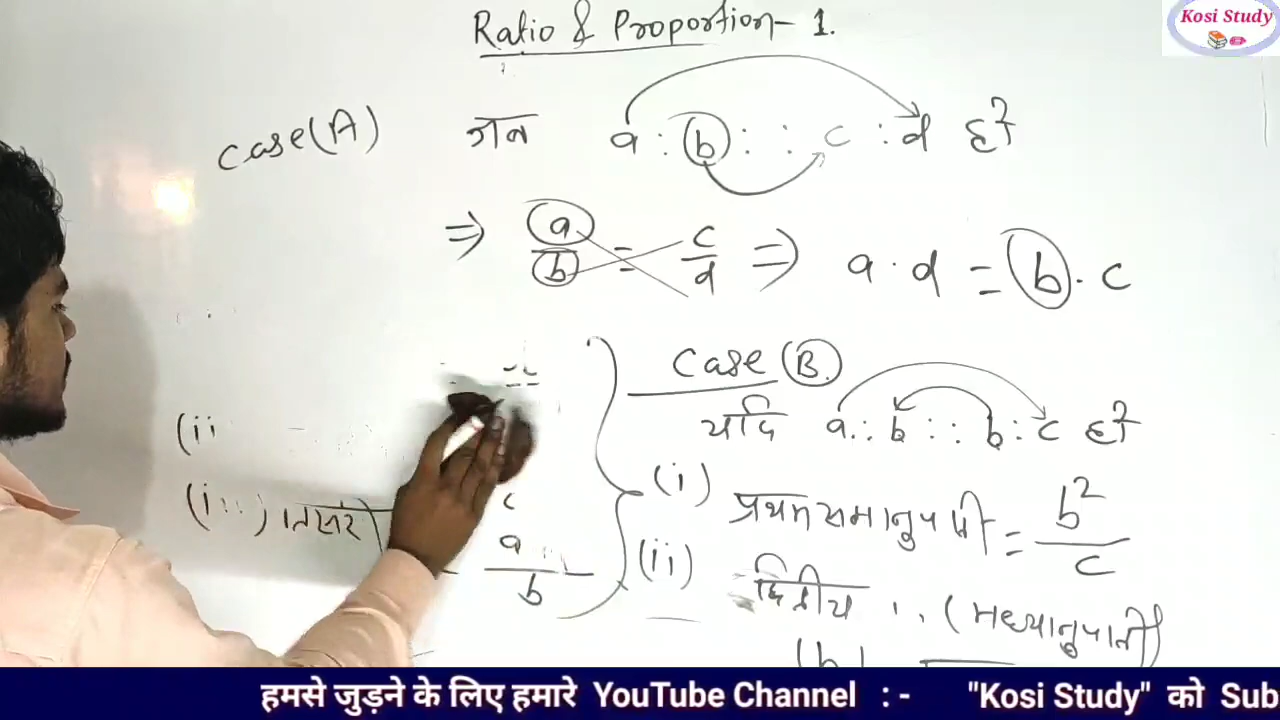 Ratio & Proportion- 1.
Kosi Study
case(A) जब a : b : : c : d हो
⇒ a/b = c/d ⇒ a · d = b · c
Case (B.)
यदि a : b : : b : c हो
(i) प्रथम समानुपाती = b²/c
(ii) द्वितीय .. (मध्यानुपाती)
(b)
(ii
(iii)
c
a
b
हमसे जुड़ने के लिए हमारे YouTube Channel : - "Kosi Study" को Sub